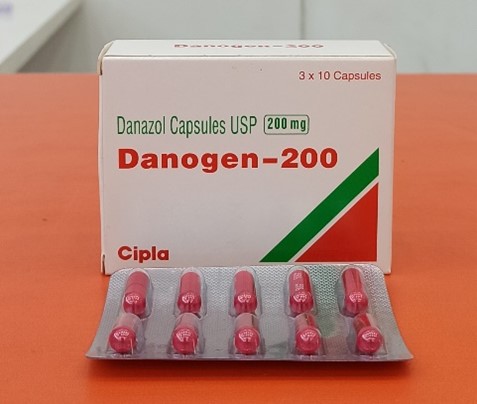 Danogen-200
3 x 10 Capsules
Danazol Capsules USP 200 mg
Danogen-200
Cipla